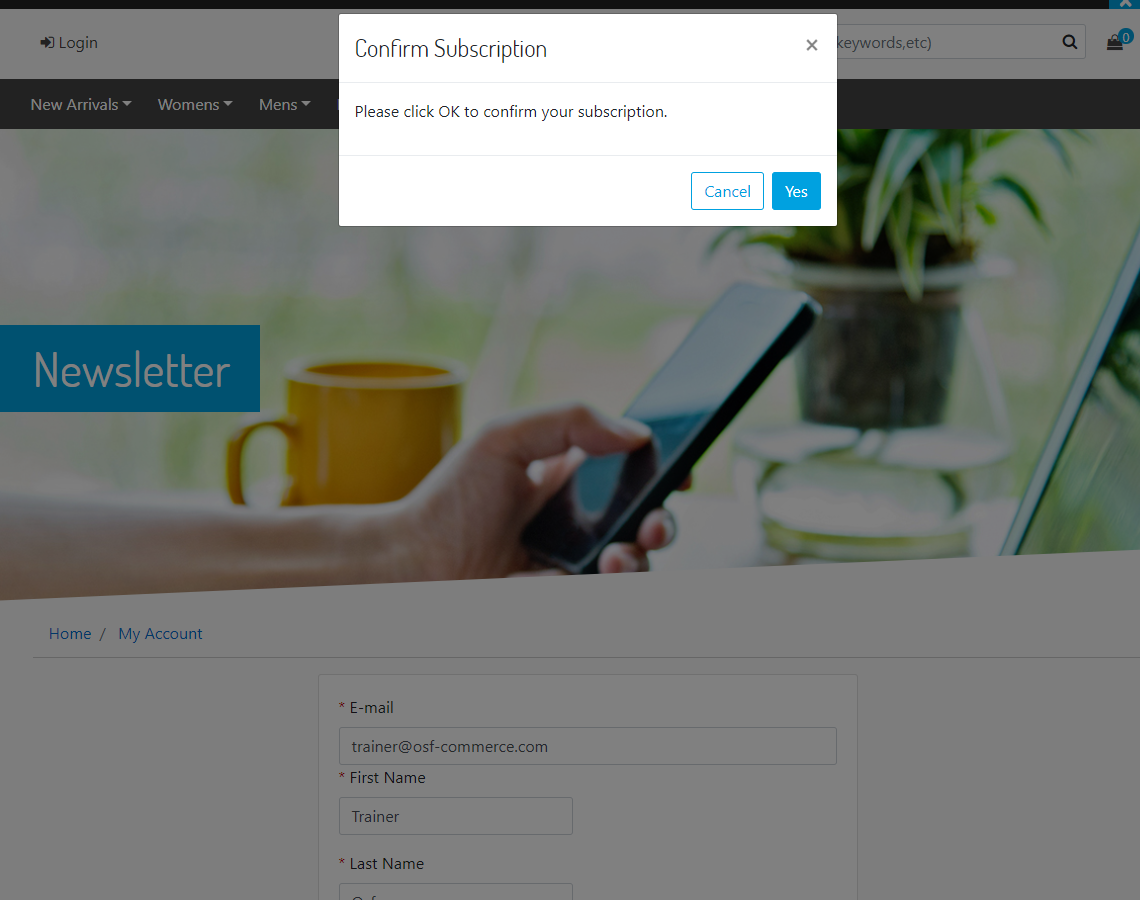 Confirm Subscription
×
Login
keywords,etc)
0
New Arrivals
Womens
Mens
Please click OK to confirm your subscription.
Cancel
Yes
Newsletter
Home / My Account
* E-mail
trainer@osf-commerce.com
* First Name
Trainer
* Last Name